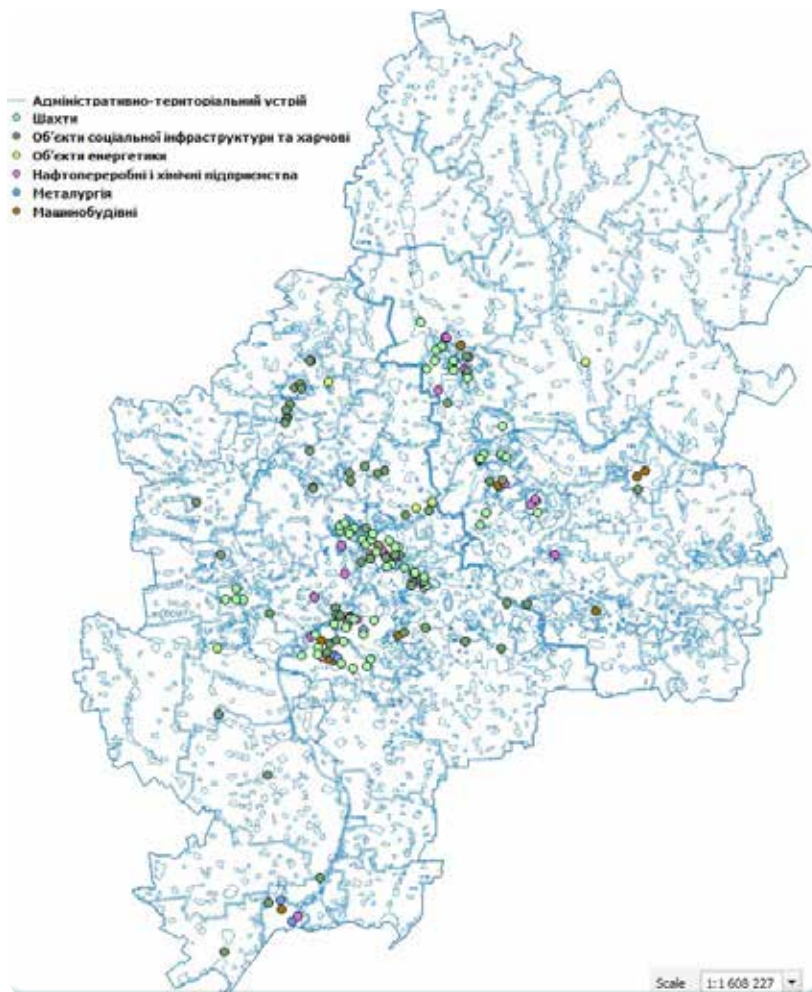 Адміністративно-територіальний устрій
Шахти
Об'єкти соціальної інфраструктури та харчові
Об'єкти енергетики
Нафтопереробні і хімічні підприємства
Металургія
Машинобудівні
Scale 1:1 608 227